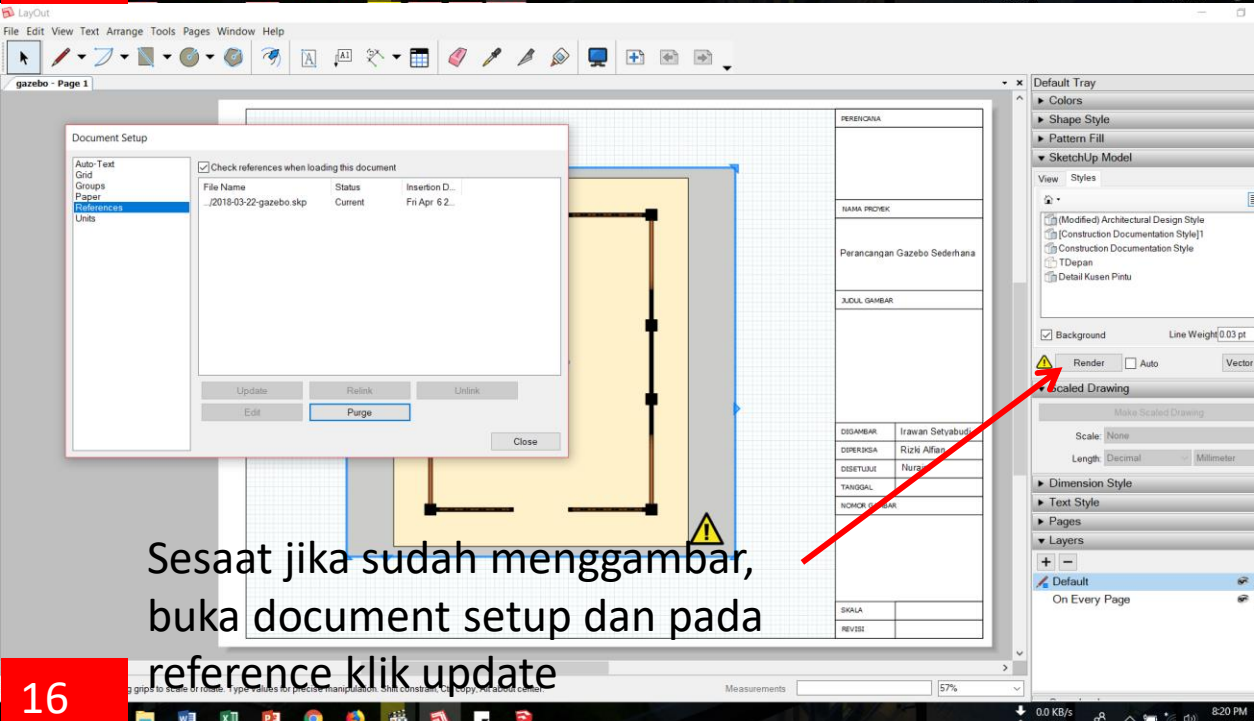 LayOut
File Edit View Text Arrange Tools Pages Window Help
gazebo - Page 1
Default Tray
Colors
Shape Style
Pattern Fill
SketchUp Model
View Styles
(Modified) Architectural Design Style
[Construction Documentation Style]1
Construction Documentation Style
TDepan
Detail Kusen Pintu
Background Line Weight 0.03 pt
Render Auto Vector
Scaled Drawing
Make Scaled Drawing
Scale: None
Length: Decimal Millimeter
Dimension Style
Text Style
Pages
Layers
Default
On Every Page
Document Setup
Auto-Text
Grid
Groups
Paper
References
Units
Check references when loading this document
File Name Status Insertion D...
.../2018-03-22-gazebo.skp Current Fri Apr 6 2...
Update Relink Unlink
Edit Purge
Close
PERENCANA
NAMA PROYEK
Perancangan Gazebo Sederhana
JUDUL GAMBAR
DIGAMBAR Irawan Setyabudi
DIPERIKSA Rizki Alfian
DISETUJUI
TANGGAL
NOMOR GAMBAR
SKALA
REVISI
Sesaat jika sudah menggambar,
buka document setup dan pada
reference klik update
16
Measurements 57%
0.0 KB/s 8:20 PM